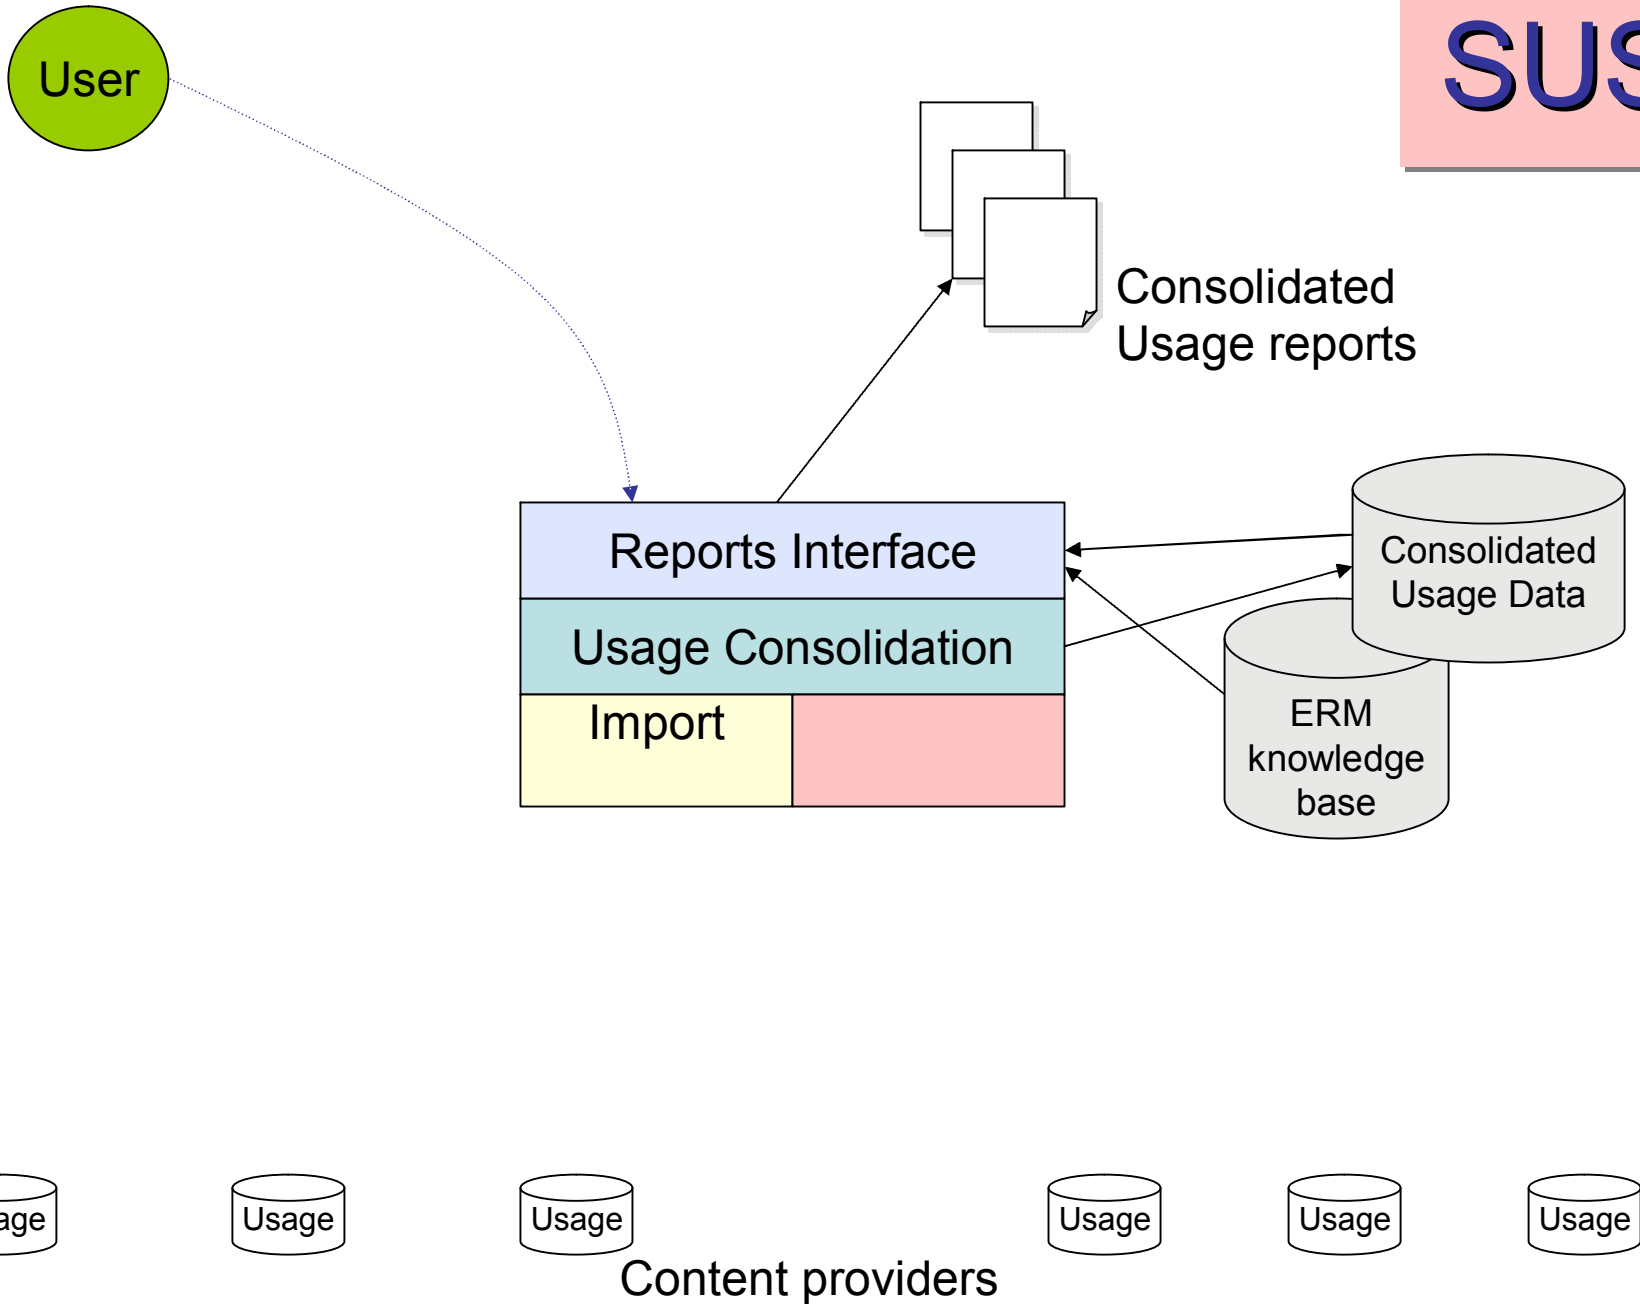 User
SUS
Consolidated
Usage reports
Reports Interface
Usage Consolidation
Import
Consolidated
Usage Data
ERM
knowledge
base
Usage
Usage
Usage
Usage
Usage
Content providers